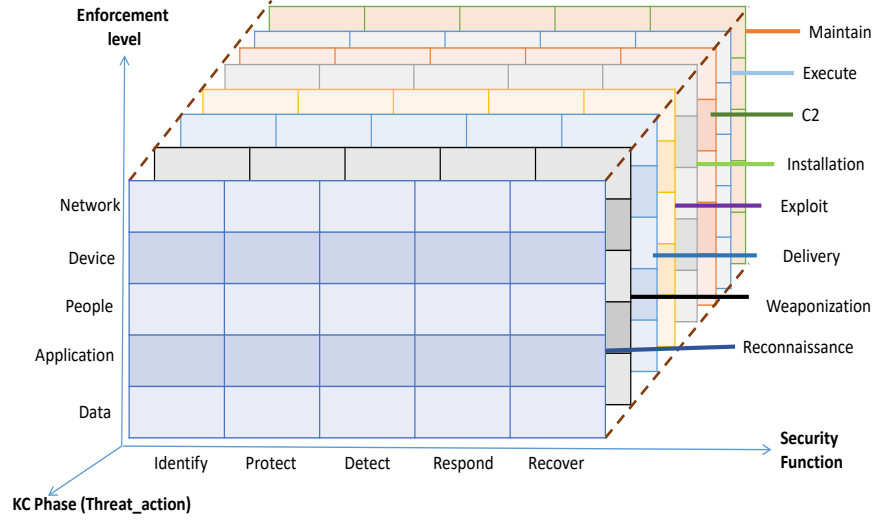 Enforcement
level
Maintain
Execute
C2
Installation
Exploit
Delivery
Weaponization
Reconnaissance
Network
Device
People
Application
Data
Identify
Protect
Detect
Respond
Recover
Security
Function
KC Phase (Threat_action)